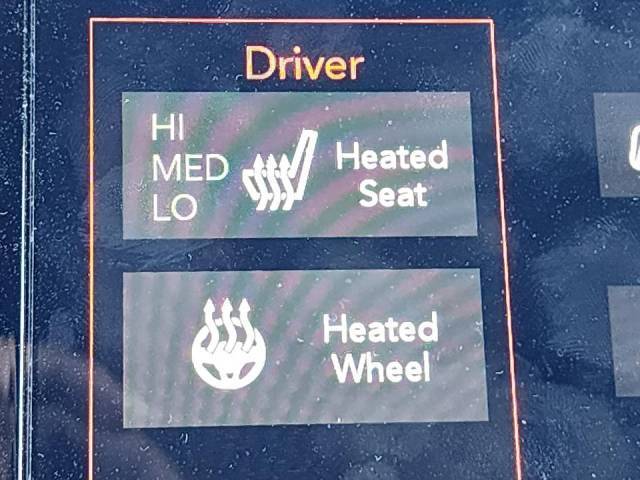 Driver
HI
MED
LO
Heated
Seat
Heated
Wheel